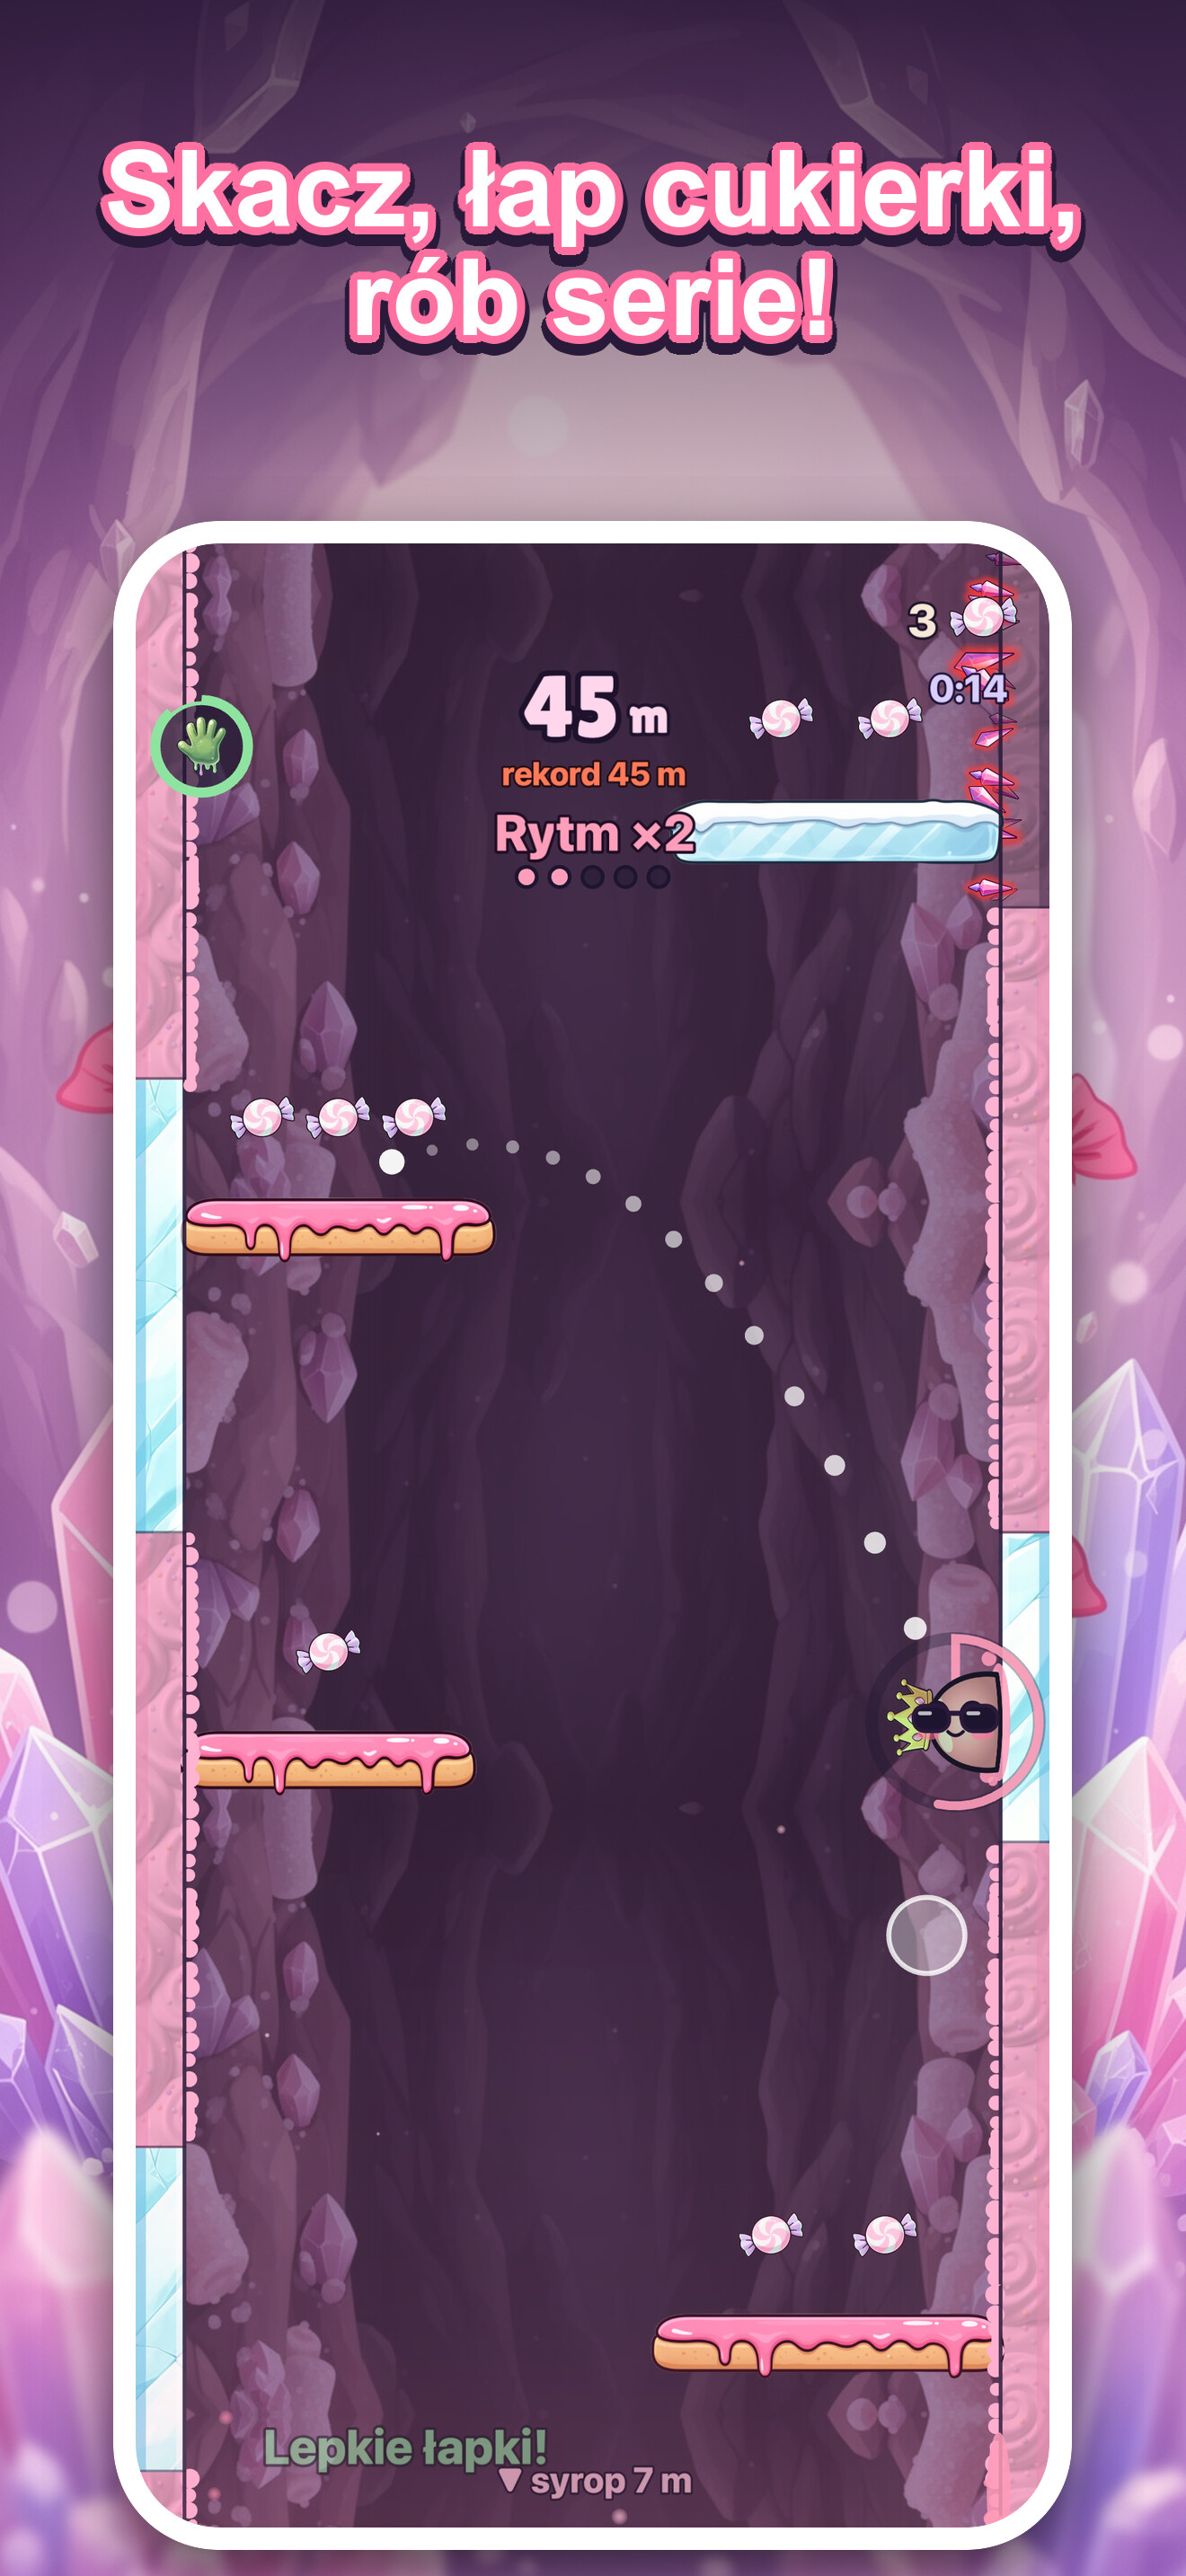 Skacz, łap cukierki,
rób serie!
3
0:14
45 m
rekord 45 m
Rytm ×2
Lepkie łapki!
▼ syrop 7 m